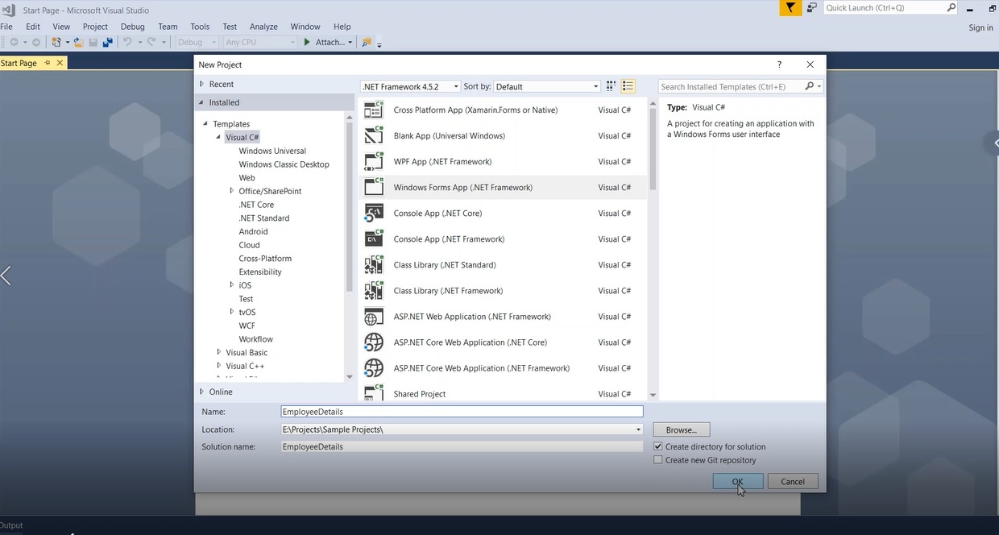 Start Page - Microsoft Visual Studio
Quick Launch (Ctrl+Q)
File Edit View Project Debug Team Tools Test Analyze Window Help
Sign in
Debug Any CPU Attach...
Start Page
New Project
?
Recent
Installed
Templates
Visual C#
Windows Universal
Windows Classic Desktop
Web
Office/SharePoint
.NET Core
.NET Standard
Android
Cloud
Cross-Platform
Extensibility
iOS
Test
tvOS
WCF
Workflow
Visual Basic
Visual C++
Online
.NET Framework 4.5.2 Sort by: Default
Search Installed Templates (Ctrl+E)
Cross Platform App (Xamarin.Forms or Native) Visual C#
Blank App (Universal Windows) Visual C#
WPF App (.NET Framework) Visual C#
Windows Forms App (.NET Framework) Visual C#
Console App (.NET Core) Visual C#
Console App (.NET Framework) Visual C#
Class Library (.NET Standard) Visual C#
Class Library (.NET Framework) Visual C#
ASP.NET Web Application (.NET Framework) Visual C#
ASP.NET Core Web Application (.NET Core) Visual C#
ASP.NET Core Web Application (.NET Framework) Visual C#
Shared Project Visual C#
Type: Visual C#
A project for creating an application with
a Windows Forms user interface
Name: EmployeeDetails
Location: E:\Projects\Sample Projects\
Browse...
Solution name: EmployeeDetails
Create directory for solution
Create new Git repository
OK Cancel
Output